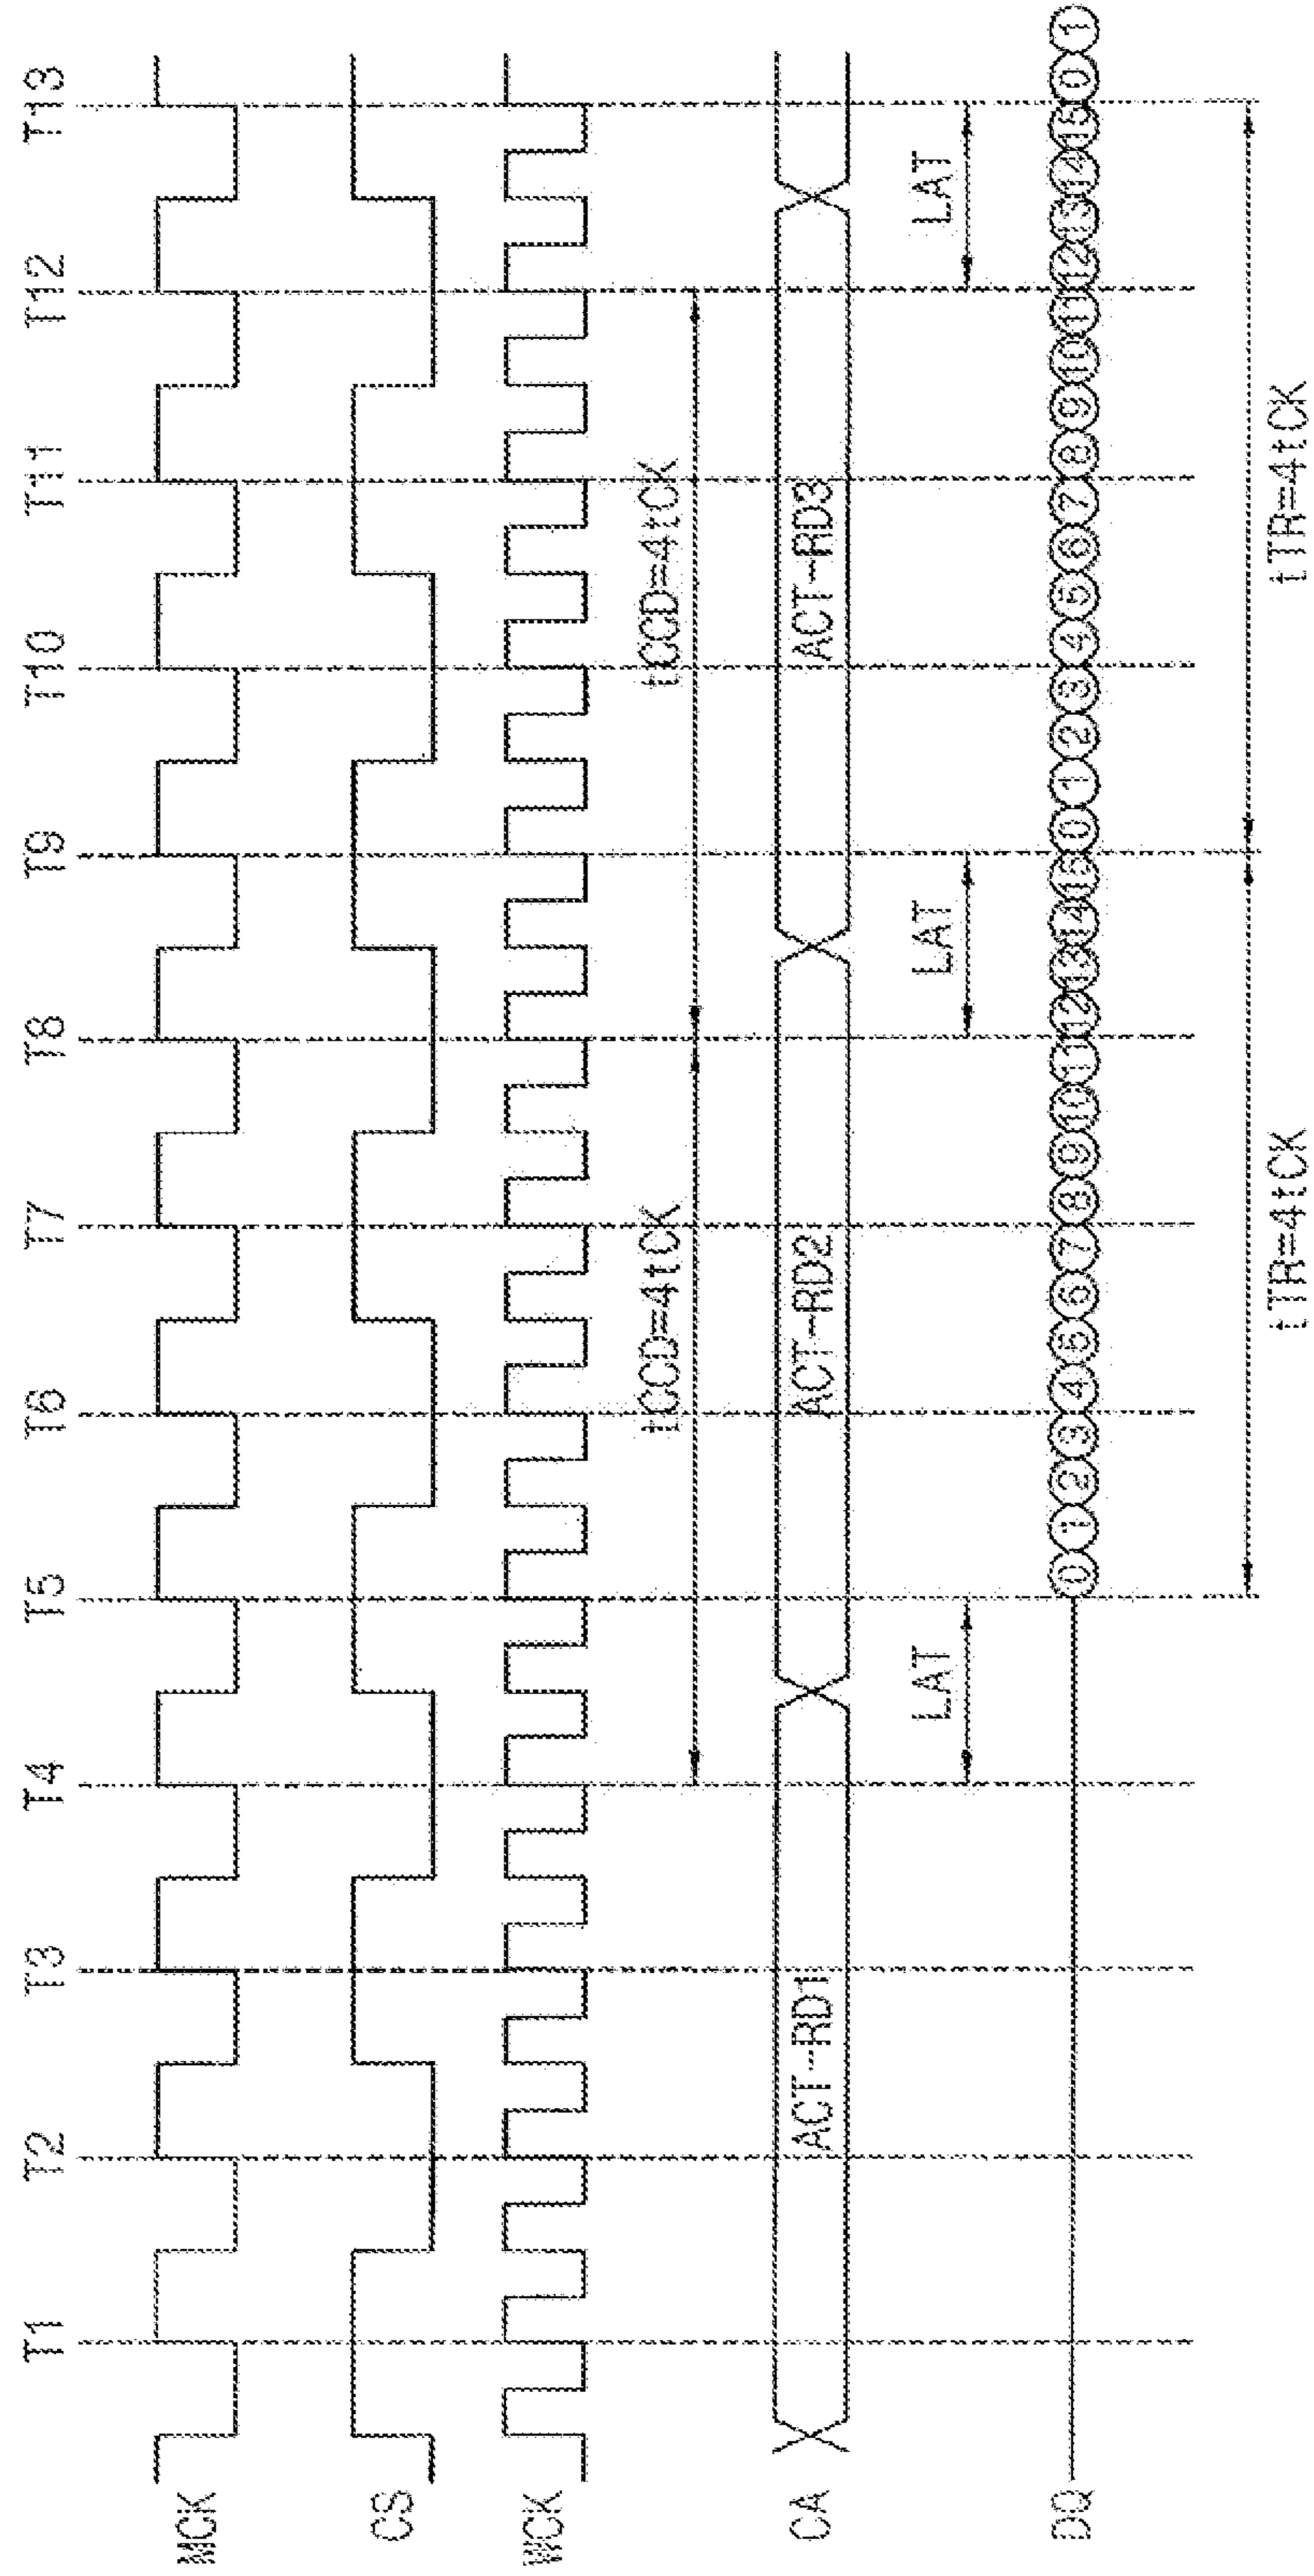 T1 T2 T3 T4 T5 T6 T7 T8 T9 T10 T11 T12 T13
MCK
CS
WCK
tCCD=4tCK tCCD=4tCK
CA ACT-RD1 ACT-RD2 ACT-RD3
LAT LAT LAT
DQ 0 1 2 3 4 5 6 7 8 9 10 11 12 13 14 15 0 1 2 3 4 5 6 7 8 9 10 11 12 13 14 15 0 1
tTR=4tCK tTR=4tCK